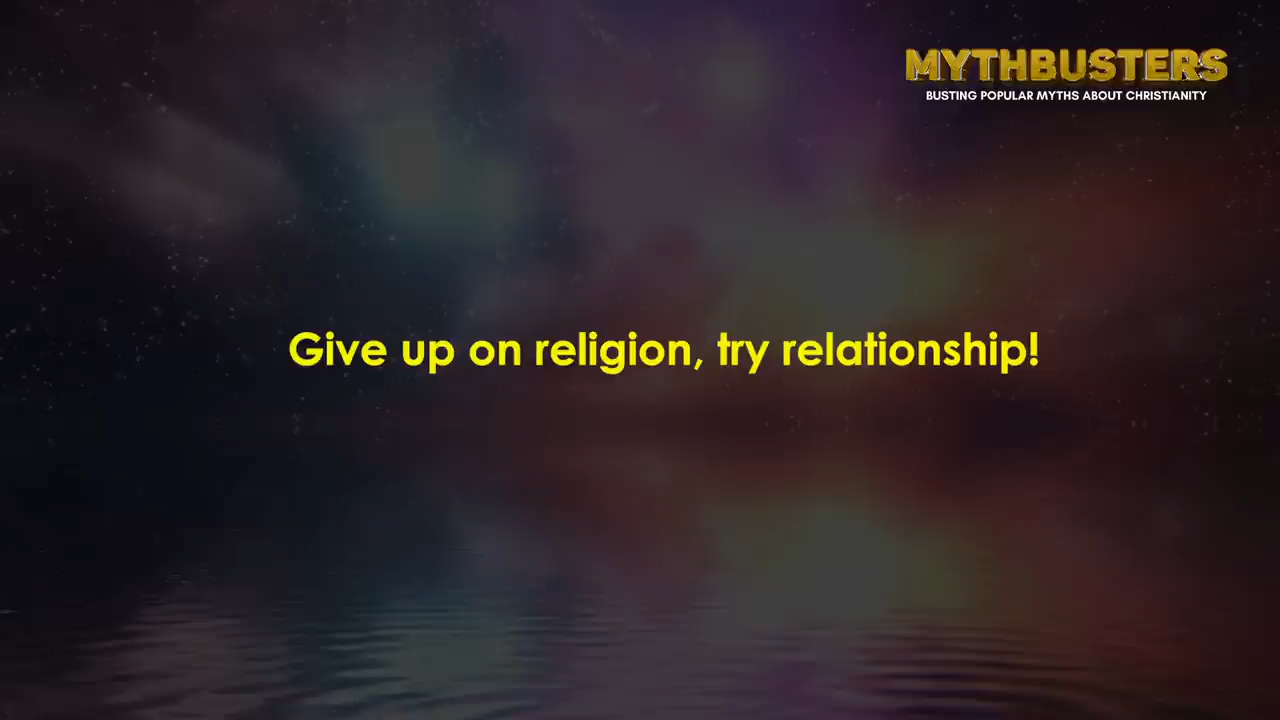 MYTHBUSTERS
BUSTING POPULAR MYTHS ABOUT CHRISTIANITY
Give up on religion, try relationship!